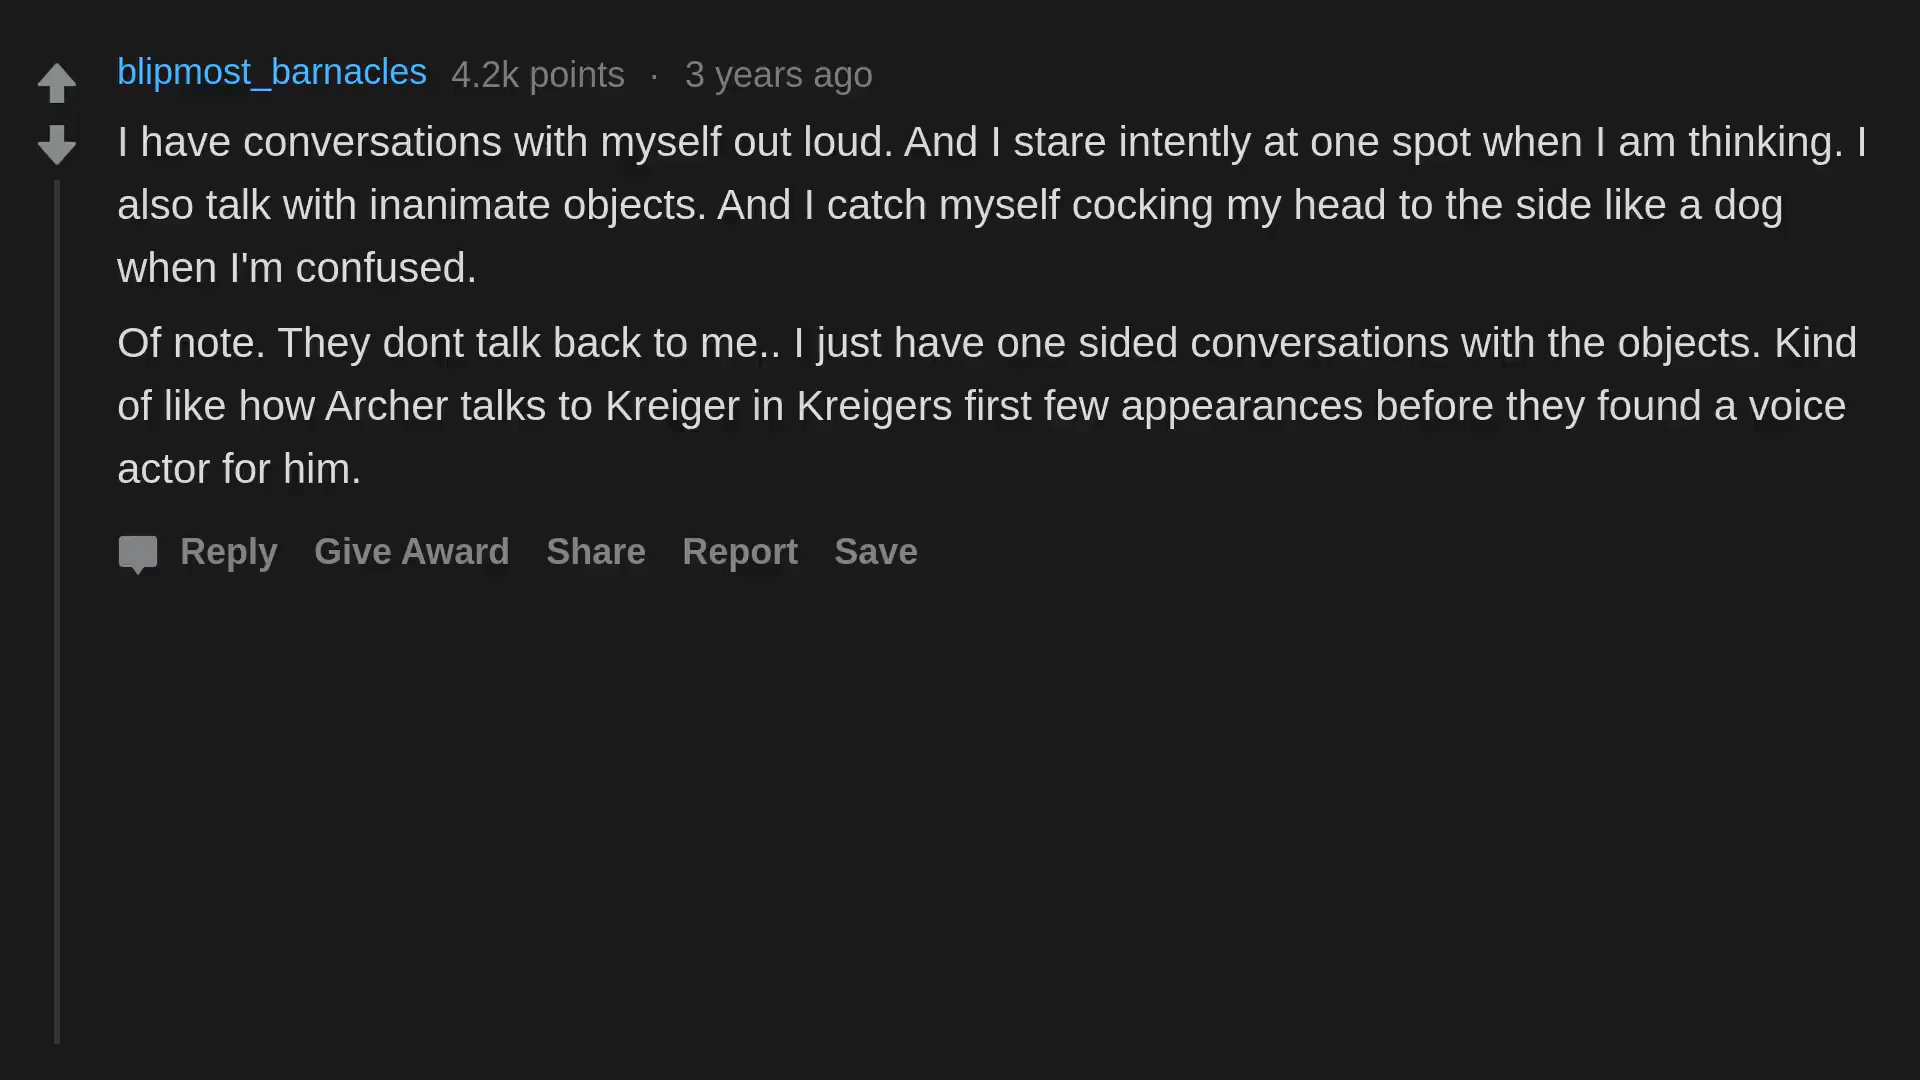 blipmost_barnacles 4.2k points · 3 years ago
I have conversations with myself out loud. And I stare intently at one spot when I am thinking. I
also talk with inanimate objects. And I catch myself cocking my head to the side like a dog
when I'm confused.
Of note. They dont talk back to me.. I just have one sided conversations with the objects. Kind
of like how Archer talks to Kreiger in Kreigers first few appearances before they found a voice
actor for him.
Reply Give Award Share Report Save